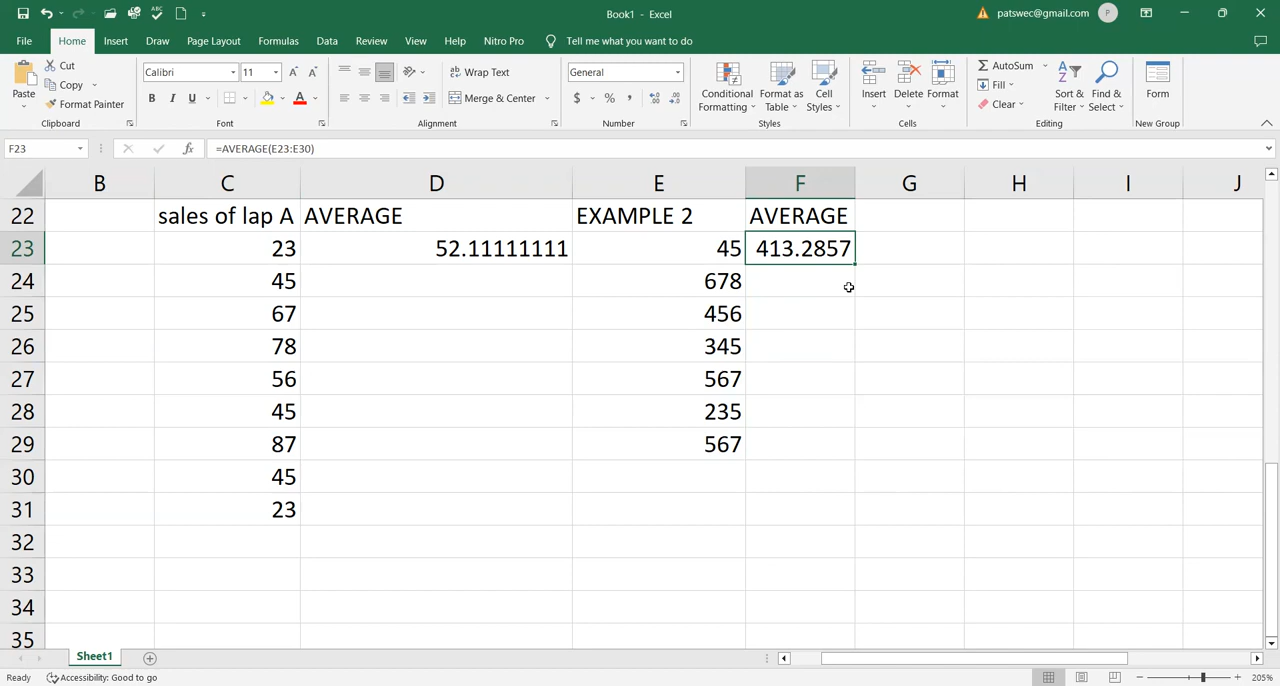 ABC
Book1 - Excel
patswec@gmail.com
P
File Home Insert Draw Page Layout Formulas Data Review View Help Nitro Pro Tell me what you want to do
Paste
Cut
Copy
Format Painter
Clipboard
Calibri 11
B I U
Font
Wrap Text
Merge & Center
Alignment
General
$ % ,
Number
Conditional Formatting
Format as Table
Cell Styles
Styles
Insert
Delete
Format
Cells
AutoSum
Fill
Clear
Sort & Filter
Find & Select
Editing
Form
New Group
F23 fx =AVERAGE(E23:E30)
B C D E F G H I J
22 sales of lap A AVERAGE EXAMPLE 2 AVERAGE
23 23 52.11111111 45 413.2857
24 45 678
25 67 456
26 78 345
27 56 567
28 45 235
29 87 567
30 45
31 23
32
33
34
35
Sheet1
Ready Accessibility: Good to go 205%